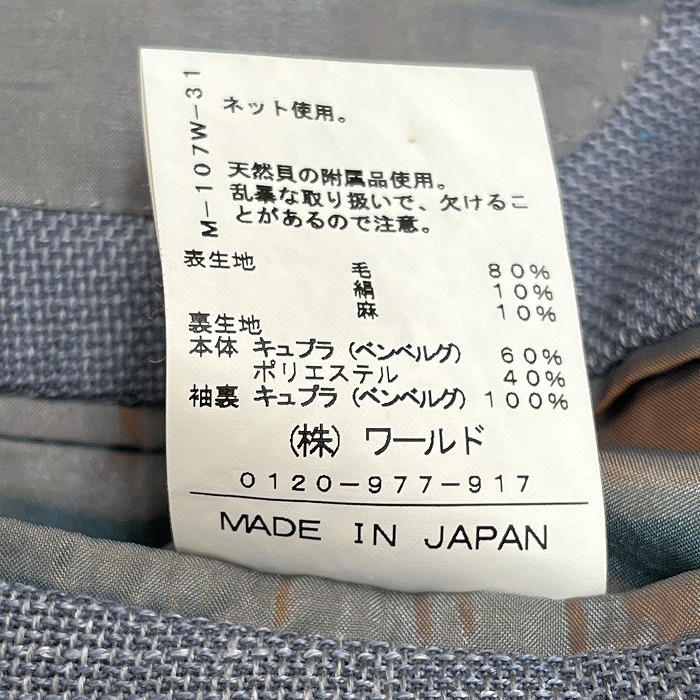 M-107W-31
ネット使用。
天然貝の附属品使用。
乱暴な取り扱いで、欠けるこ
とがあるので注意。
表生地 毛 80%
絹 10%
麻 10%
裏生地
本体 キュプラ(ベンベルグ) 60%
ポリエステル 40%
袖裏 キュプラ(ベンベルグ) 100%
(株)ワールド
0120-977-917
MADE IN JAPAN